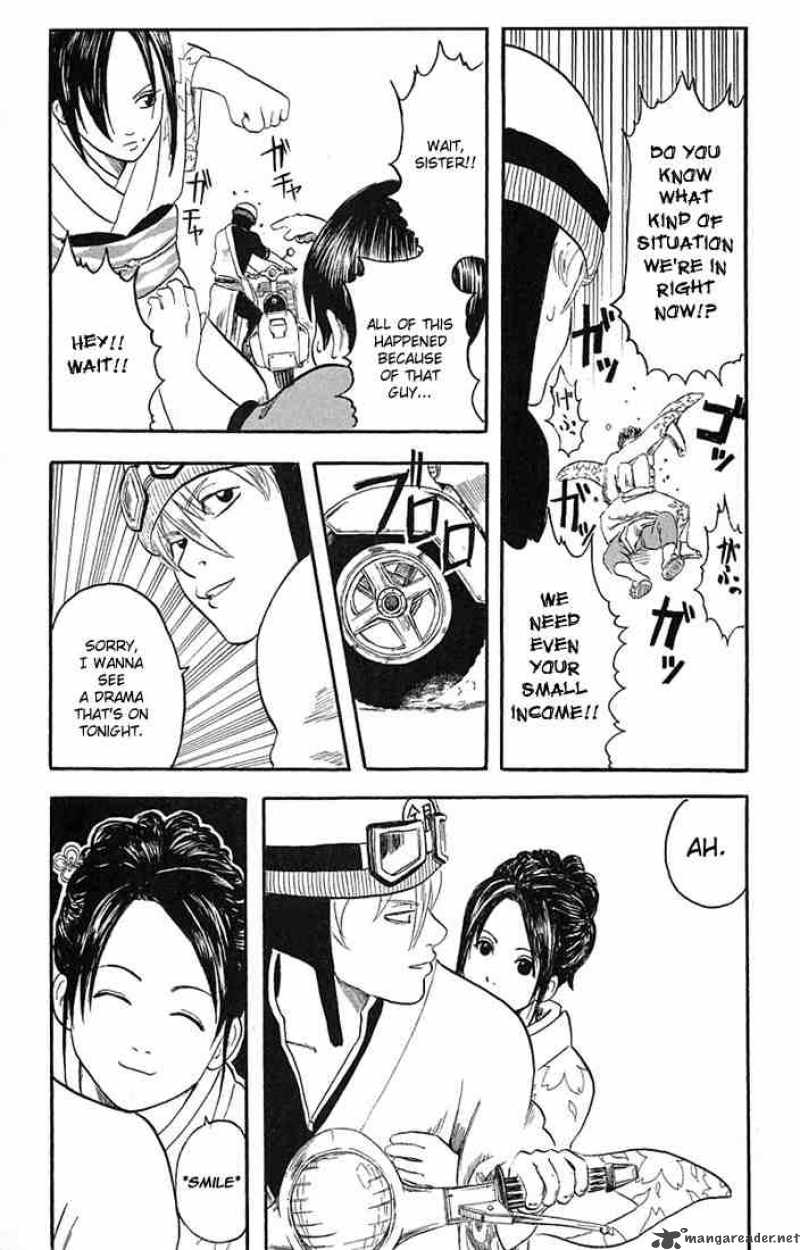 DO YOU
KNOW
WHAT
KIND OF
SITUATION
WE'RE IN
RIGHT
NOW!?
ガッ
ゴッ
ガッ
ガッ
WE
NEED
EVEN
YOUR
SMALL
INCOME!!
WAIT,
SISTER!!
ガチャ
ガチャ
ALL OF THIS
HAPPENED
BECAUSE
OF THAT
GUY...
HEY!!
WAIT!!
ブロロロ
SORRY,
I WANNA
SEE
A DRAMA
THAT'S ON
TONIGHT.
AH.
銀
"SMILE"
mangareader.net